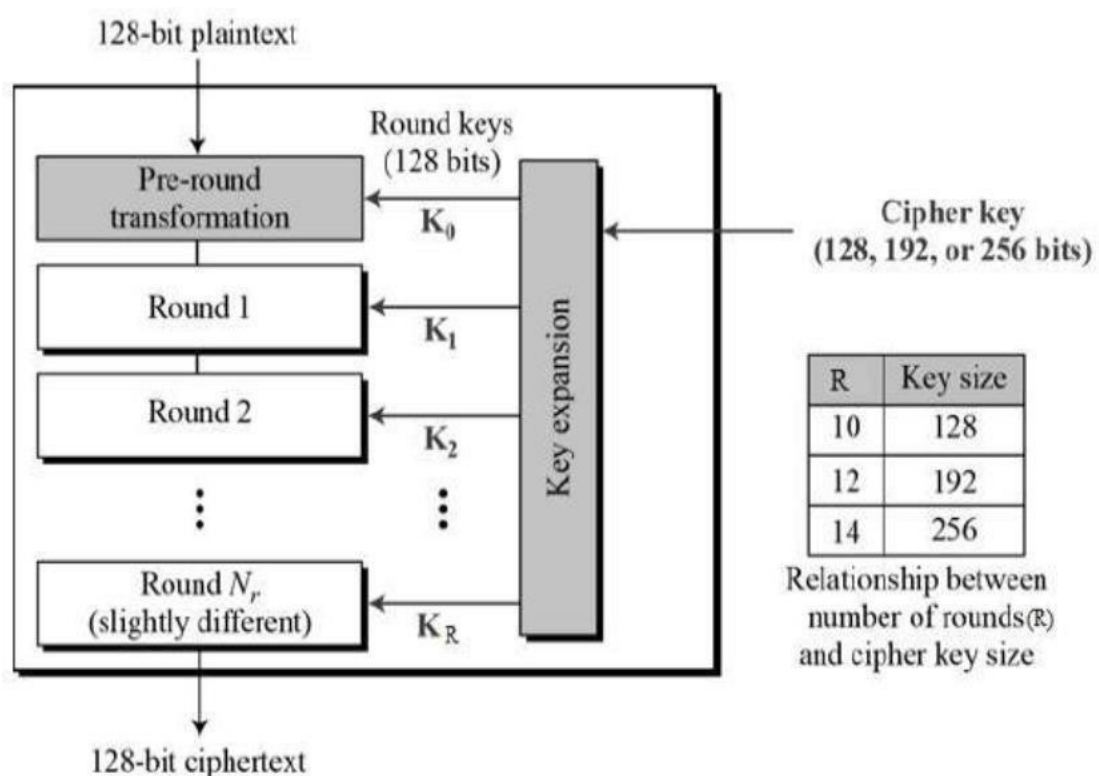 128-bit plaintext
Round keys
(128 bits)
Pre-round
transformation
K0
Cipher key
(128, 192, or 256 bits)
Round 1
K1
Key expansion
Round 2
K2
Round Nr
(slightly different)
KR
128-bit ciphertext
R Key size
10 128
12 192
14 256
Relationship between
number of rounds(R)
and cipher key size